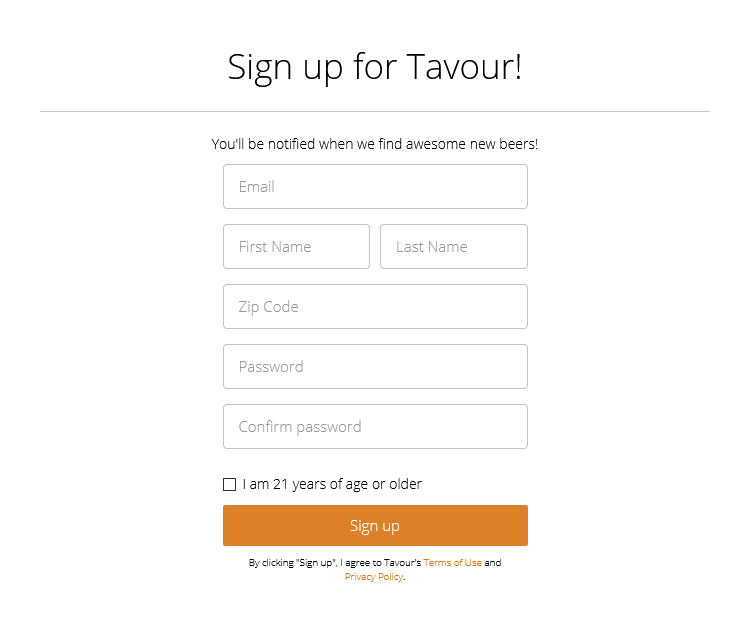 Sign up for Tavour!
You'll be notified when we find awesome new beers!
Email
First Name Last Name
Zip Code
Password
Confirm password
I am 21 years of age or older
Sign up
By clicking "Sign up", I agree to Tavour's Terms of Use and
Privacy Policy.